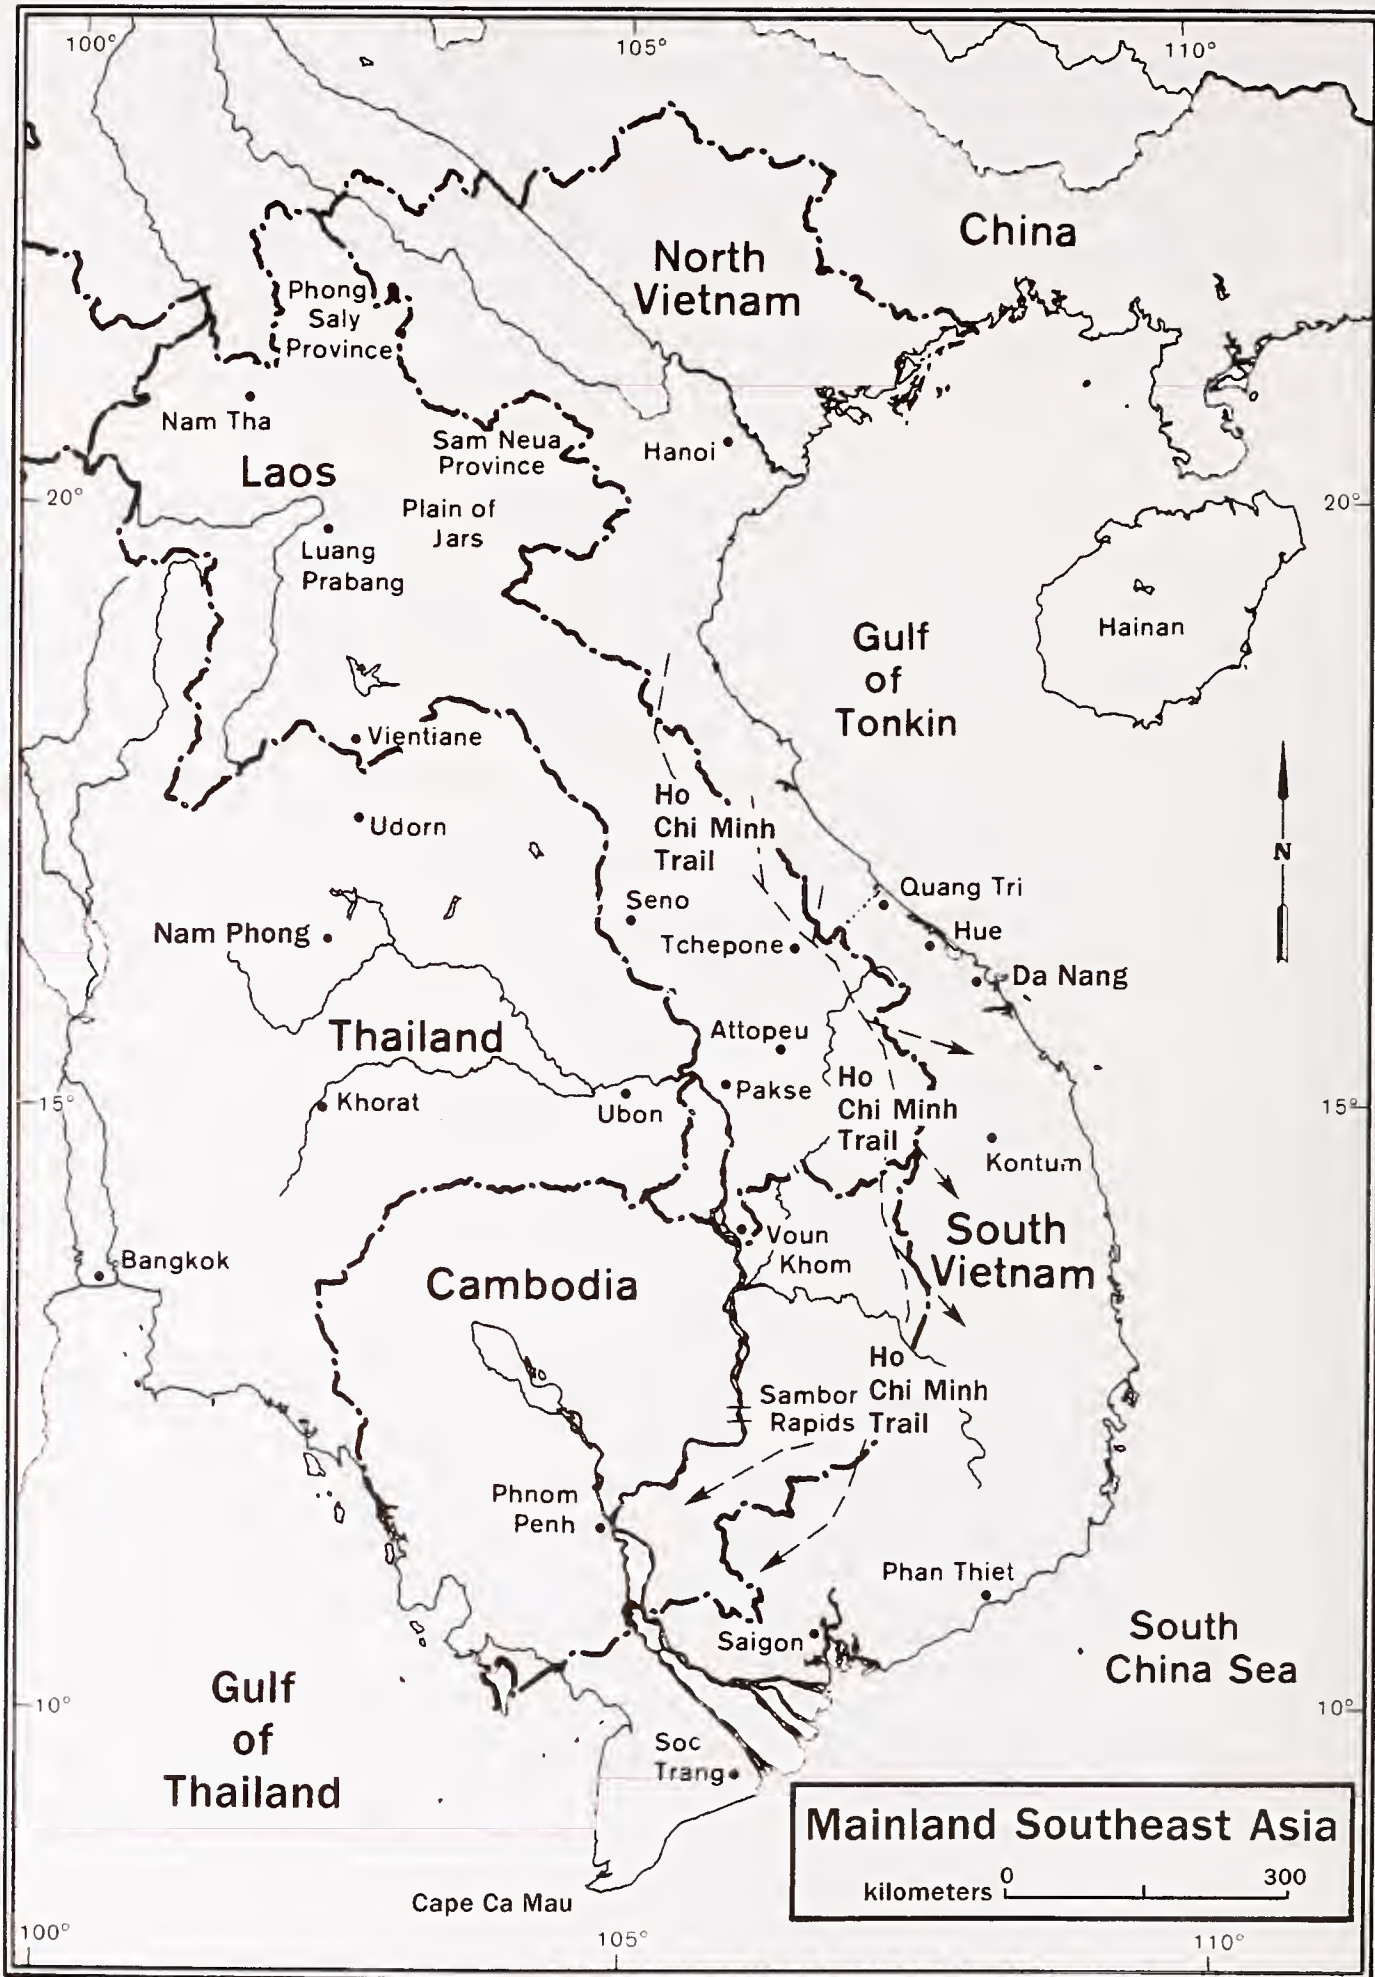 100°
105°
110°
China
North
Vietnam
Phong
Saly
Province
Nam Tha
Sam Neua
Province
Hanoi
Laos
20°
20°
Plain of
Jars
Luang
Prabang
Hainan
Gulf
of
Tonkin
Vientiane
Ho
Chi Minh
Trail
Udorn
N
Quang Tri
Seno
Hue
Nam Phong
Tchepone
Da Nang
Thailand
Attopeu
Ho
Chi Minh
Trail
Pakse
Khorat
Ubon
15°
15°
Kontum
South
Vietnam
Voun
Khom
Bangkok
Cambodia
Ho
Chi Minh
Trail
Sambor
Rapids
Phnom
Penh
Phan Thiet
Saigon
South
China Sea
Gulf
of
Thailand
10°
10°
Soc
Trang
Mainland Southeast Asia
kilometers 0 300
Cape Ca Mau
100°
105°
110°